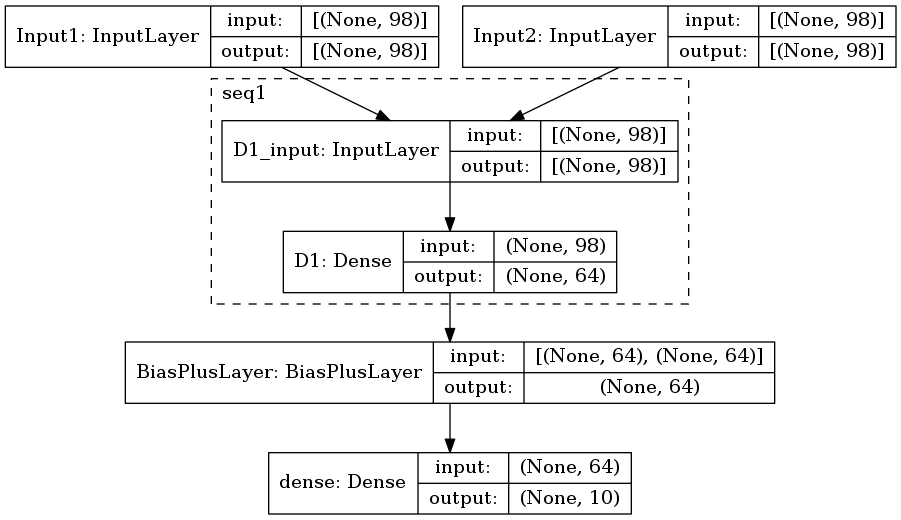 Input1: InputLayer
input: [(None, 98)]
output: [(None, 98)]
Input2: InputLayer
input: [(None, 98)]
output: [(None, 98)]
seq1
D1_input: InputLayer
input: [(None, 98)]
output: [(None, 98)]
D1: Dense
input: (None, 98)
output: (None, 64)
BiasPlusLayer: BiasPlusLayer
input: [(None, 64), (None, 64)]
output: (None, 64)
dense: Dense
input: (None, 64)
output: (None, 10)